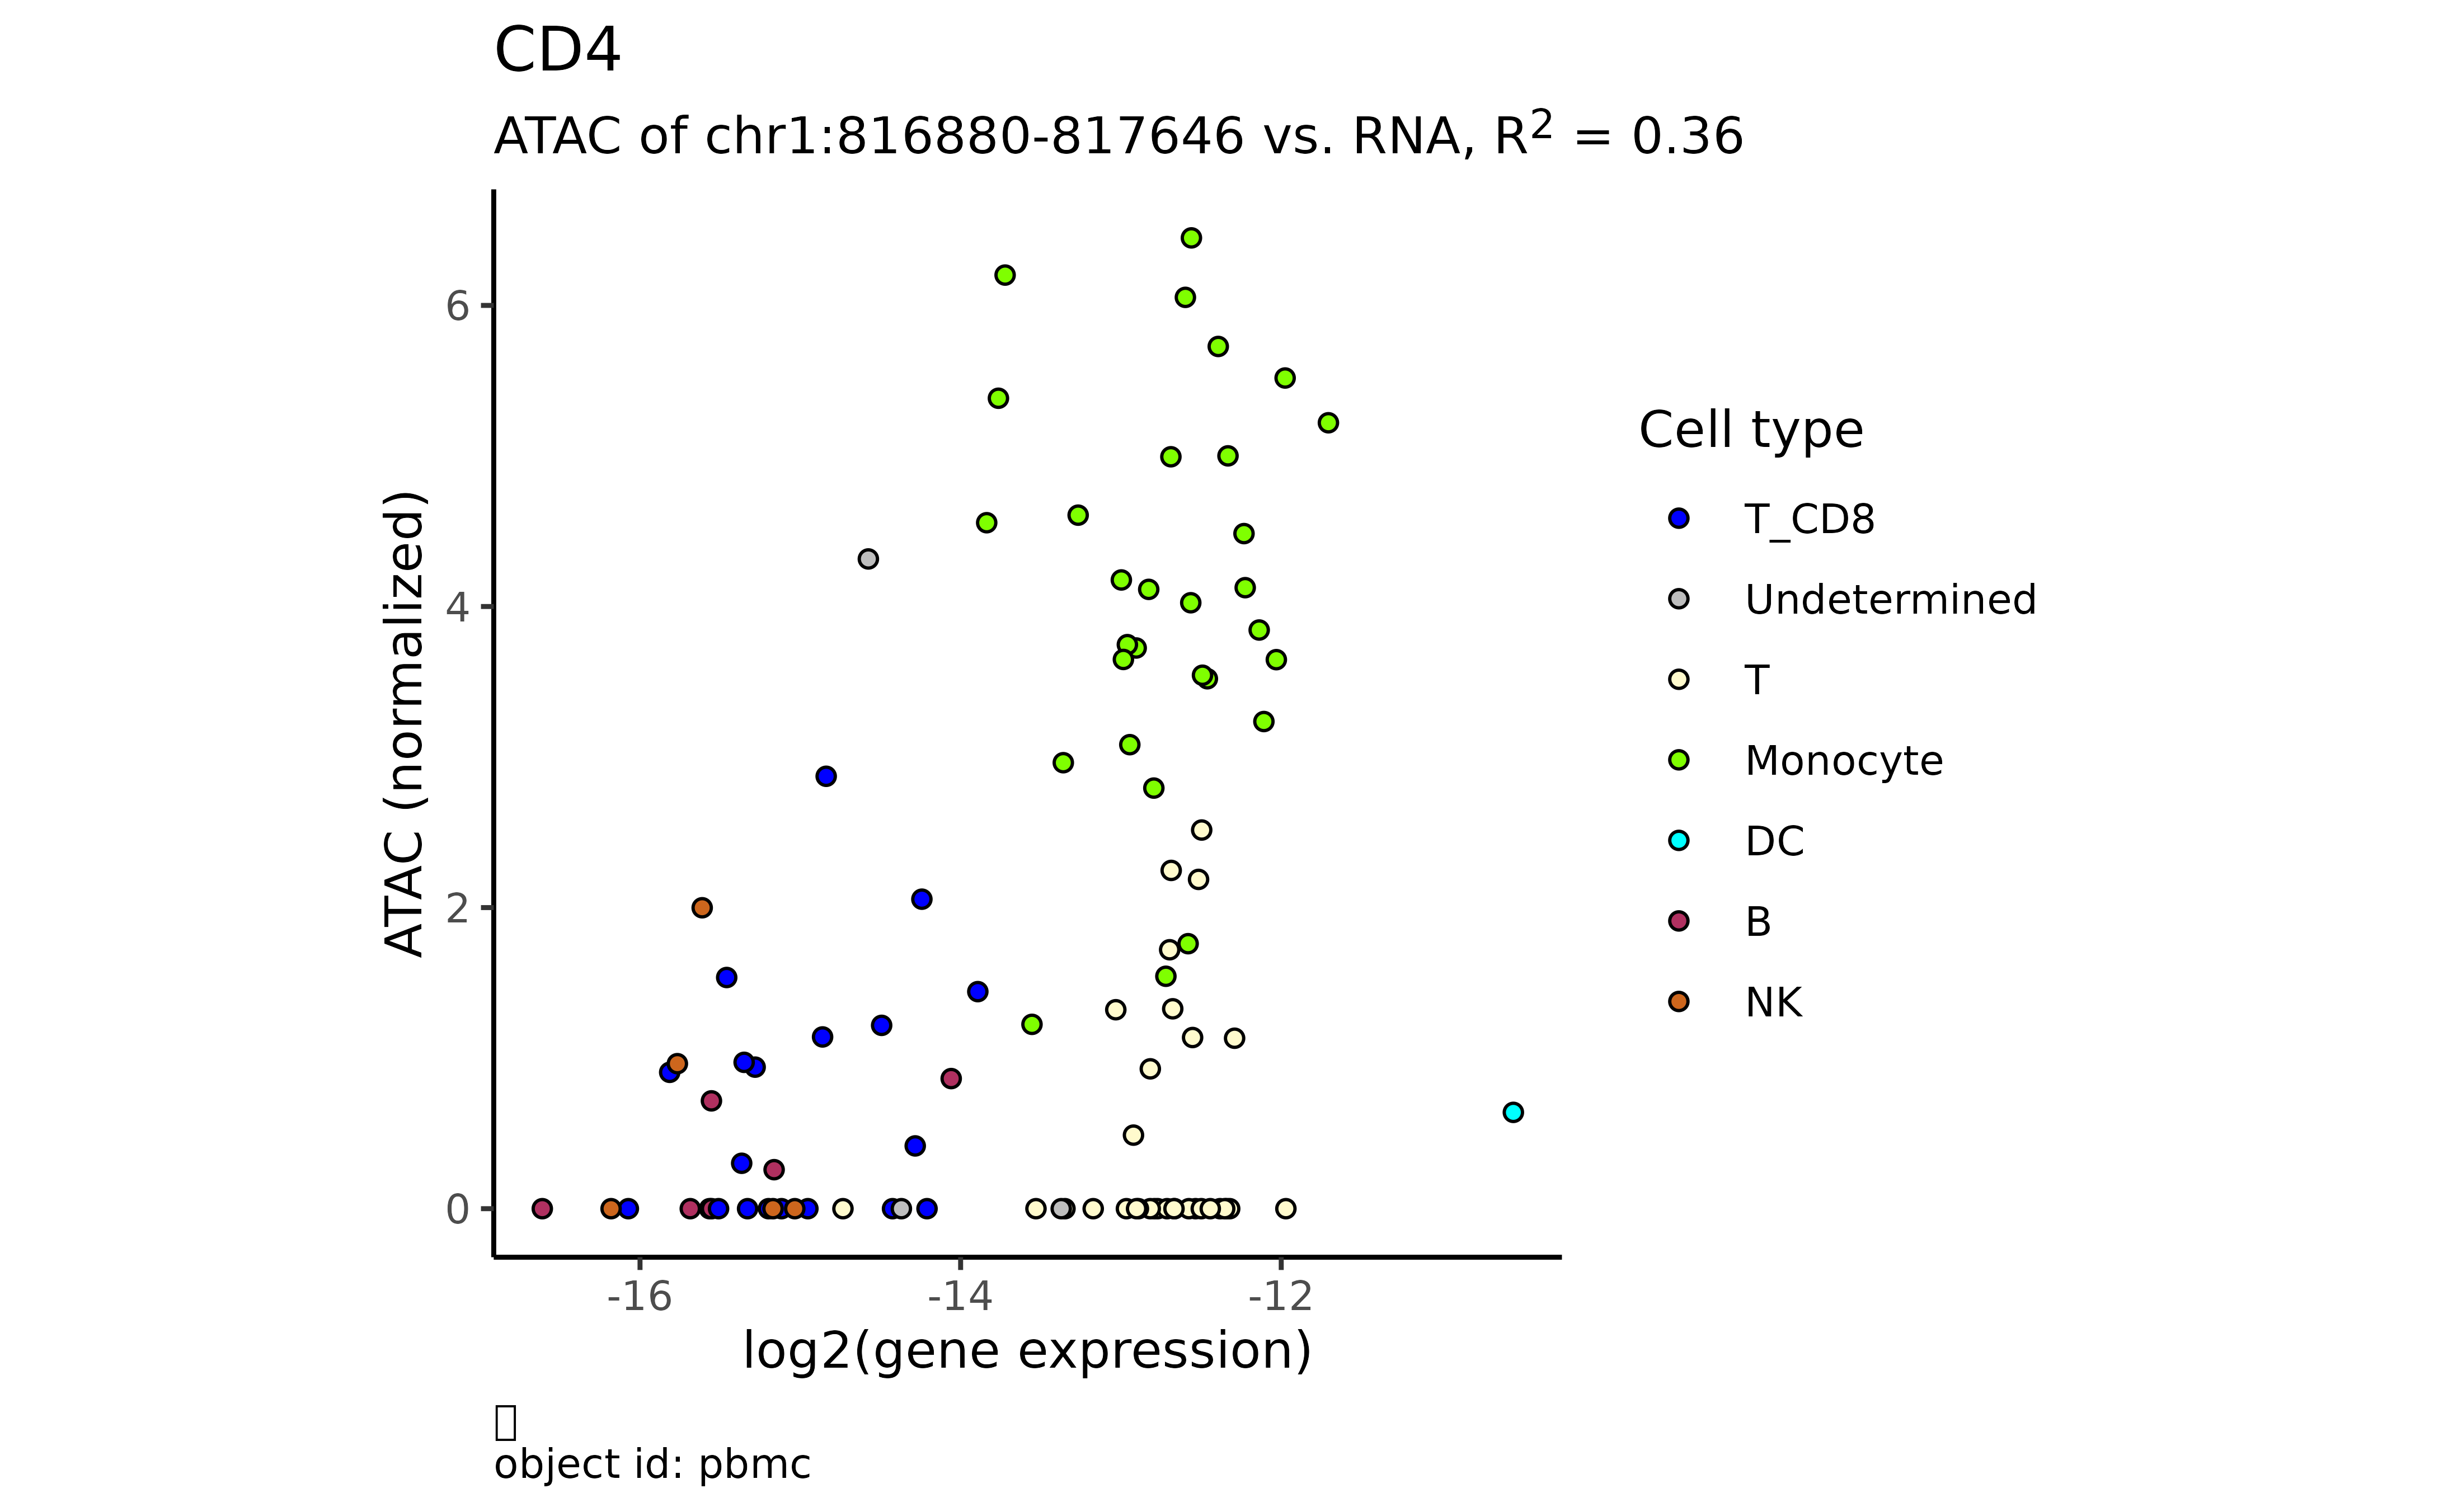 CD4
ATAC of chr1:816880-817646 vs. RNA, R² = 0.36
ATAC (normalized)
6
4
2
0
-16 -14 -12
log2(gene expression)
Cell type
T_CD8
Undetermined
T
Monocyte
DC
B
NK
object id: pbmc